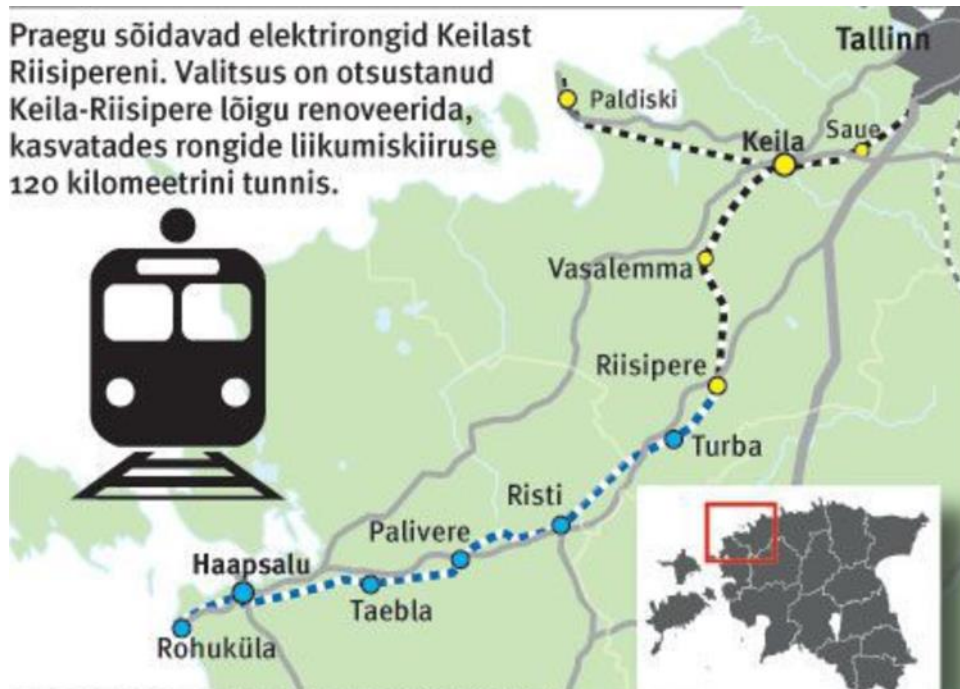 Praegu sõidavad elektrirongid Keilast
Riisipereni. Valitsus on otsustanud
Keila-Riisipere lõigu renoveerida,
kasvatades rongide liikumiskiiruse
120 kilomeetrini tunnis.
Tallinn
Paldiski
Saue
Keila
Vasalemma
Riisipere
Turba
Risti
Palivere
Haapsalu
Taebla
Rohuküla